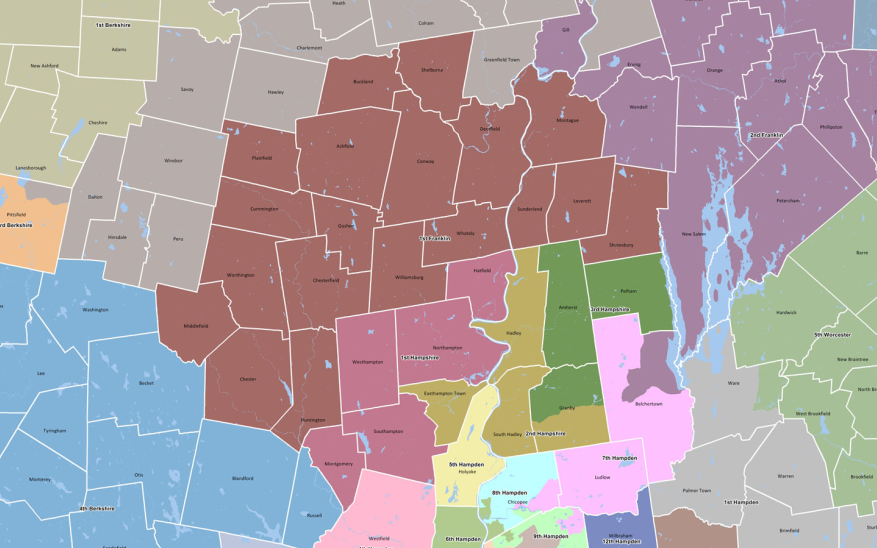 Heath
Colrain
1st Berkshire
Gill
Adams
Charlemont
Greenfield Town
New Ashford
Erving
Shelburne
Orange
Buckland
Athol
Savoy
Hawley
Wendell
Cheshire
Montague
Deerfield
Phillipston
2nd Franklin
Ashfield
Plainfield
Windsor
Conway
Lanesborough
Dalton
Leverett
Petersham
Cummington
Sunderland
Pittsfield
3rd Berkshire
Goshen
Whately
New Salem
Hinsdale
Peru
1st Franklin
Shutesbury
Barre
Hatfield
Worthington
Williamsburg
Chesterfield
Pelham
Washington
Amherst
3rd Hampshire
Hardwick
Middlefield
Hadley
5th Worcester
Northampton
1st Hampshire
New Braintree
Westhampton
Lee
Chester
Becket
Ware
North B
Easthampton Town
Belchertown
Granby
West Brookfield
Huntington
Tyringham
Southampton
South Hadley
2nd Hampshire
7th Hampden
Montgomery
5th Hampden
Holyoke
Otis
Blandford
Ludlow
Warren
Brookfield
Monterey
8th Hampden
Chicopee
Palmer Town
1st Hampden
4th Berkshire
Russell
Brimfield
Sturl
Westfield
6th Hampden
9th Hampden
Wilbraham
12th Hampden
Sandisfield